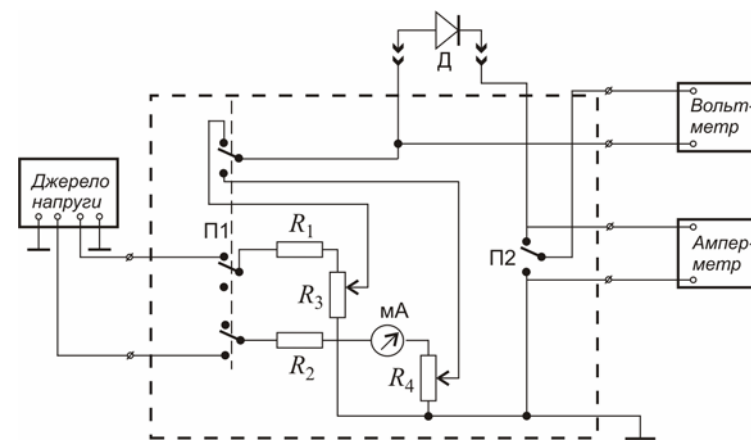 Д
Вольт-
метр
Джерело
напруги
П1
R₁
R₃
П2
Ампер-
метр
мА
R₂
R₄